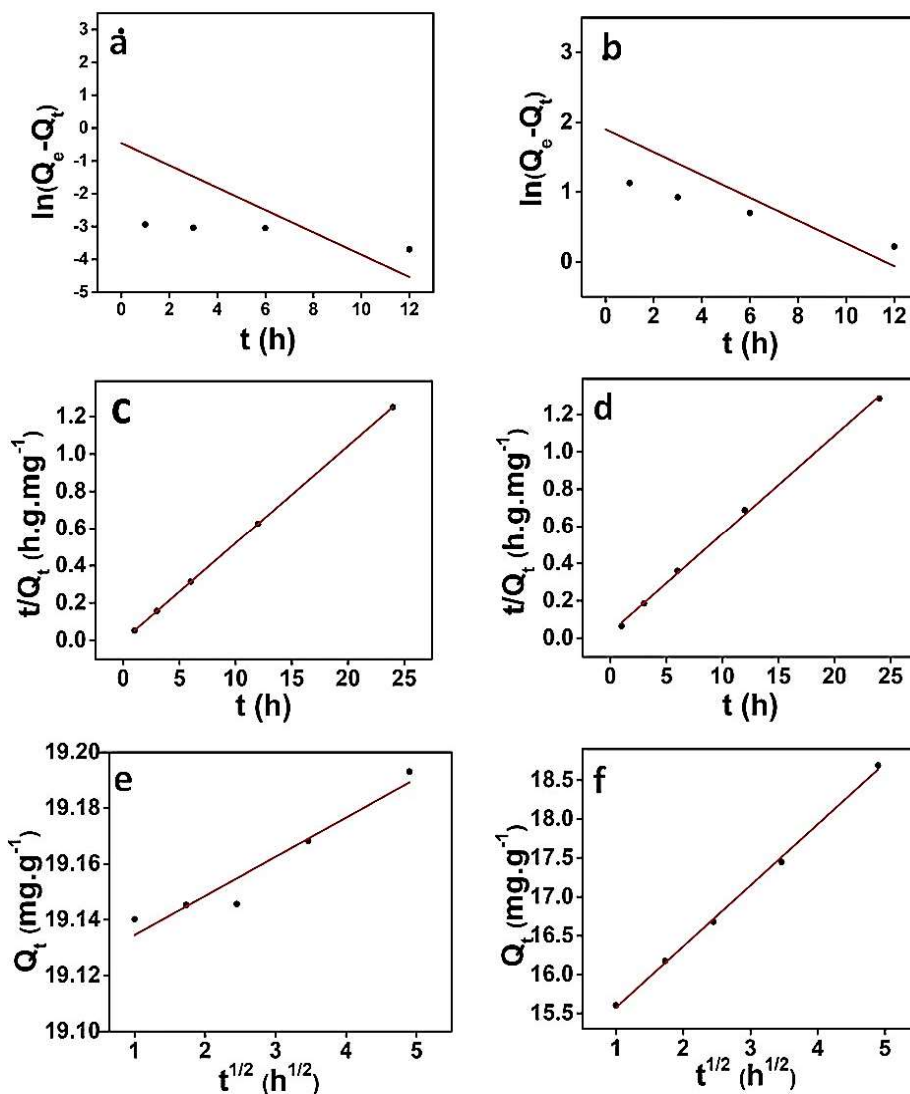 a
ln(Qₑ-Qₜ)
3
2
1
0
-1
-2
-3
-4
-5
0 2 4 6 8 10 12
t (h)
b
ln(Qₑ-Qₜ)
3
2
1
0
0 2 4 6 8 10 12
t (h)
c
t/Qₜ (h.g.mg⁻¹)
1.2
1.0
0.8
0.6
0.4
0.2
0.0
0 5 10 15 20 25
t (h)
d
t/Qₜ (h.g.mg⁻¹)
1.2
1.0
0.8
0.6
0.4
0.2
0.0
0 5 10 15 20 25
t (h)
e
Qₜ (mg.g⁻¹)
19.20
19.18
19.16
19.14
19.12
19.10
1 2 3 4 5
t¹/² (h¹/²)
f
Qₜ (mg.g⁻¹)
18.5
18.0
17.5
17.0
16.5
16.0
15.5
1 2 3 4 5
t¹/² (h¹/²)